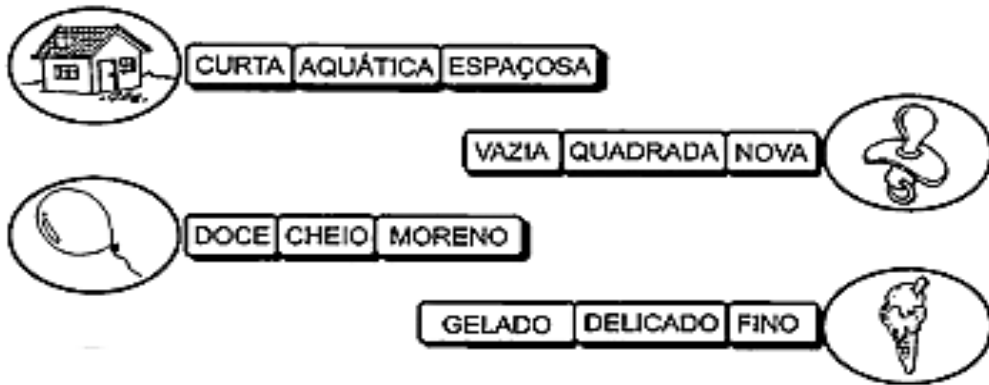 CURTA AQUÁTICA ESPAÇOSA
VAZIA QUADRADA NOVA
DOCE CHEIO MORENO
GELADO DELICADO FINO